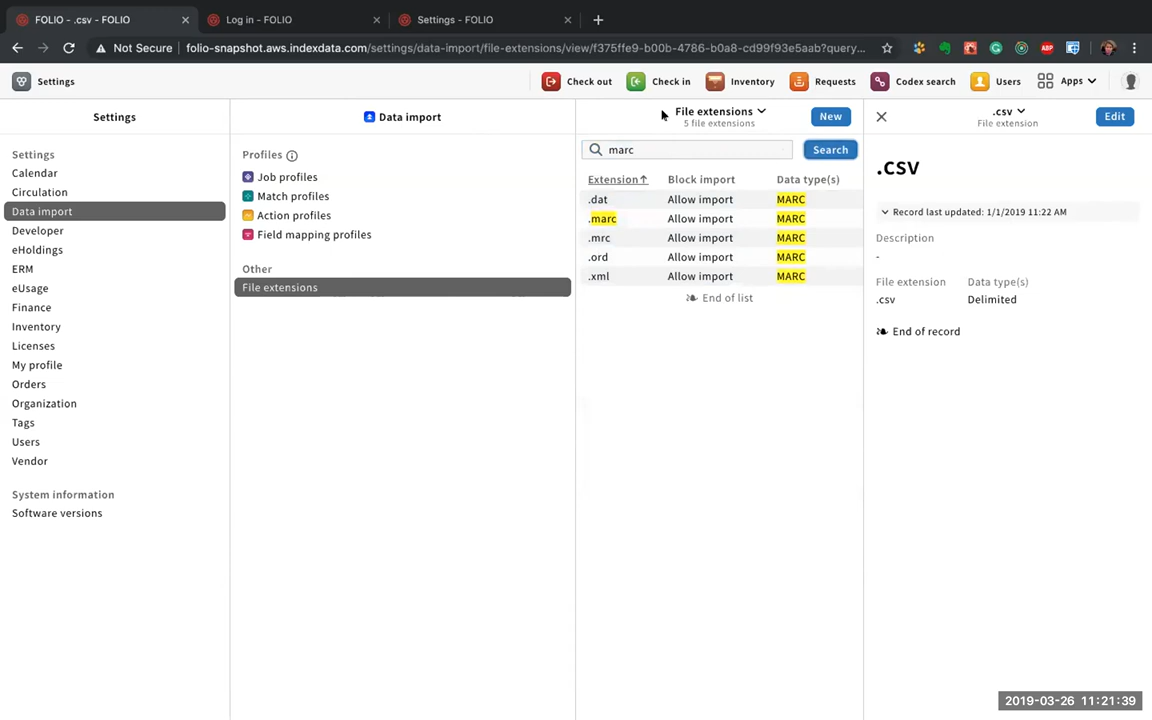 FOLIO - .csv - FOLIO
Log in - FOLIO
Settings - FOLIO
Not Secure
folio-snapshot.aws.indexdata.com/settings/data-import/file-extensions/view/f375ffe9-b00b-4786-b0a8-cd99f93e5aab?query...
ABP
Settings
Check out
Check in
Inventory
Requests
Codex search
Users
Apps
Settings
Settings
Calendar
Circulation
Data import
Developer
eHoldings
ERM
eUsage
Finance
Inventory
Licenses
My profile
Orders
Organization
Tags
Users
Vendor
System information
Software versions
Data import
Profiles
Job profiles
Match profiles
Action profiles
Field mapping profiles
Other
File extensions
File extensions
5 file extensions
New
marc
Search
Extension↑ Block import Data type(s)
.dat Allow import MARC
.marc Allow import MARC
.mrc Allow import MARC
.ord Allow import MARC
.xml Allow import MARC
End of list
.csv
File extension
Edit
.csv
Record last updated: 1/1/2019 11:22 AM
Description
-
File extension Data type(s)
.csv Delimited
End of record
2019-03-26 11:21:39